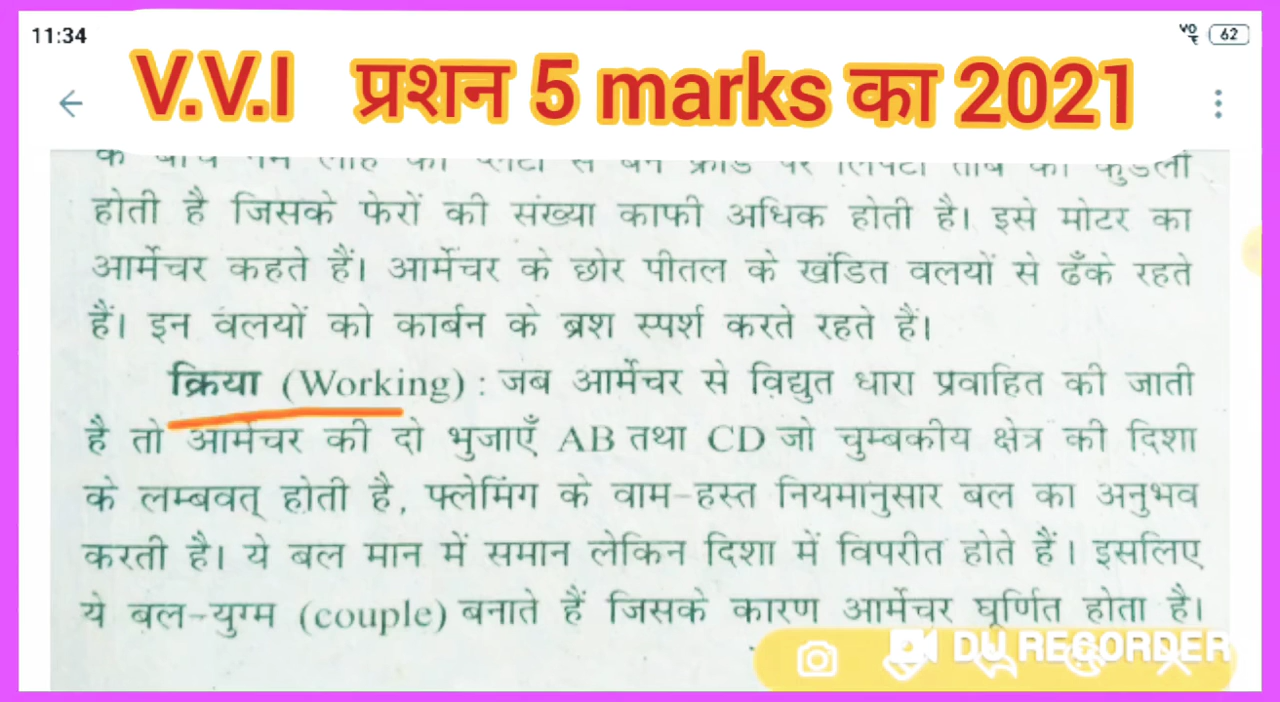 11:34
VO
62
V.V.I प्रशन 5 marks का 2021
होती है जिसके फेरों की संख्या काफी अधिक होती है। इसे मोटर का
आर्मेचर कहते हैं। आर्मेचर के छोर पीतल के खंडित वलयों से ढँके रहते
हैं। इन वलयों को कार्बन के ब्रश स्पर्श करते रहते हैं।
क्रिया (Working) : जब आर्मेचर से विद्युत धारा प्रवाहित की जाती
है तो आर्मेचर की दो भुजाएँ AB तथा CD जो चुम्बकीय क्षेत्र की दिशा
के लम्बवत् होती है, फ्लेमिंग के वाम-हस्त नियमानुसार बल का अनुभव
करती है। ये बल मान में समान लेकिन दिशा में विपरीत होते हैं। इसलिए
ये बल-युग्म (couple) बनाते हैं जिसके कारण आर्मेचर घूर्णित होता है।
DU RECORDER